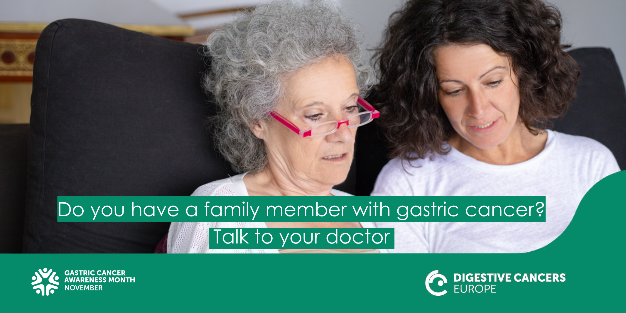 Do you have a family member with gastric cancer?
Talk to your doctor
GASTRIC CANCER
AWARENESS MONTH
NOVEMBER
DIGESTIVE CANCERS
EUROPE